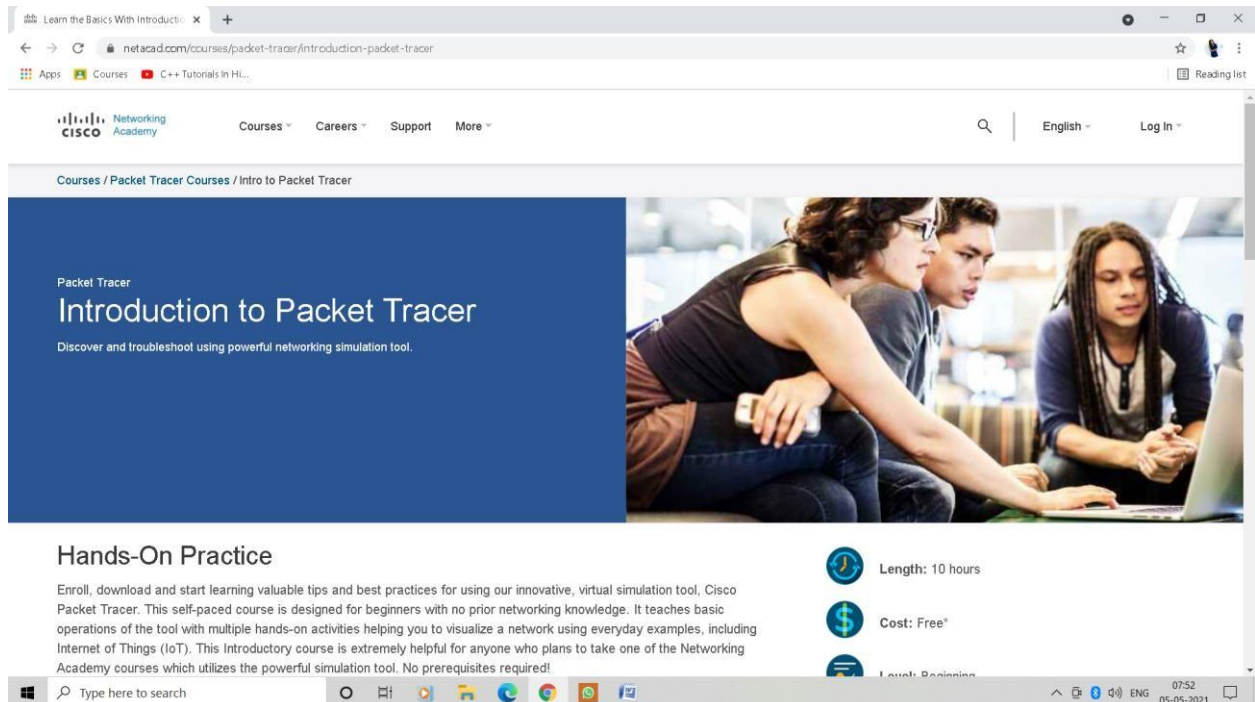 Learn the Basics With Introductio
netacad.com/courses/packet-tracer/introduction-packet-tracer
Apps Courses C++ Tutorials In Hi... Reading list
CISCO Networking Academy
Courses Careers Support More English Log In
Courses / Packet Tracer Courses / Intro to Packet Tracer
Packet Tracer
Introduction to Packet Tracer
Discover and troubleshoot using powerful networking simulation tool.
Hands-On Practice
Enroll, download and start learning valuable tips and best practices for using our innovative, virtual simulation tool, Cisco
Packet Tracer. This self-paced course is designed for beginners with no prior networking knowledge. It teaches basic
operations of the tool with multiple hands-on activities helping you to visualize a network using everyday examples, including
Internet of Things (IoT). This Introductory course is extremely helpful for anyone who plans to take one of the Networking
Academy courses which utilizes the powerful simulation tool. No prerequisites required!
Length: 10 hours
Cost: Free*
Level: Beginning
Type here to search
ENG
07:52
05-05-2021